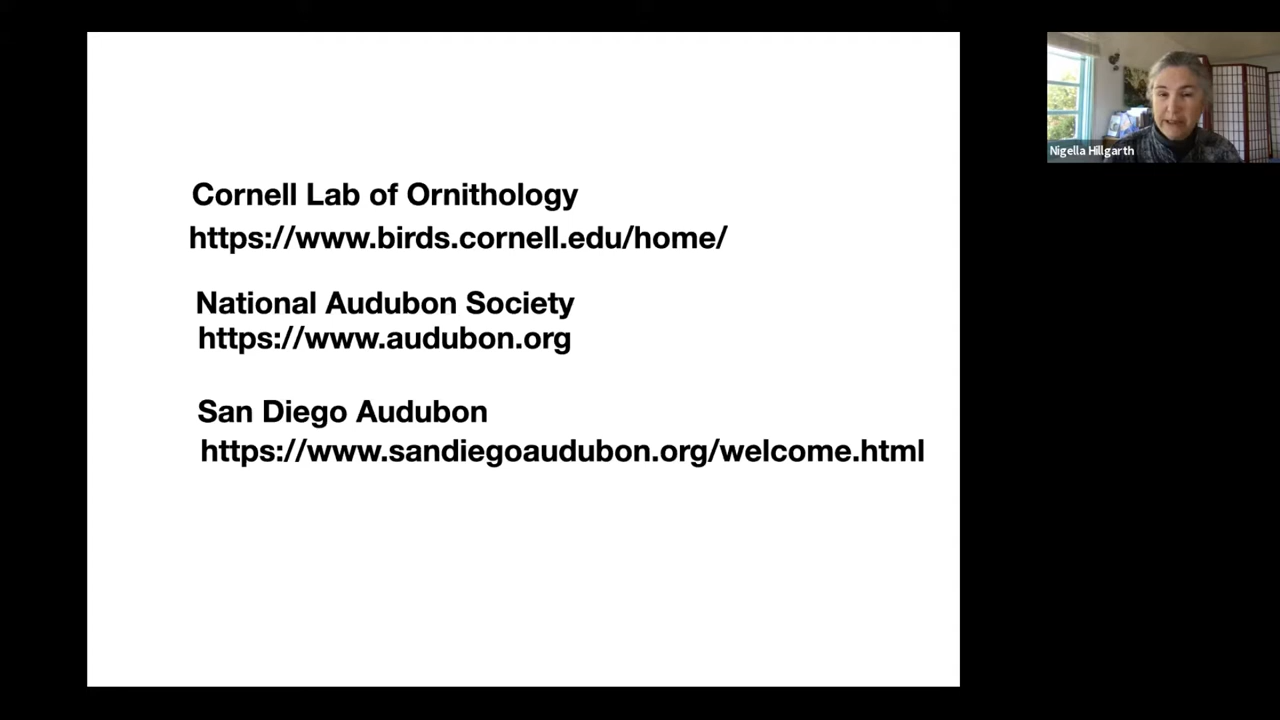 Cornell Lab of Ornithology
https://www.birds.cornell.edu/home/
National Audubon Society
https://www.audubon.org
San Diego Audubon
https://www.sandiegoaudubon.org/welcome.html
Nigella Hillgarth